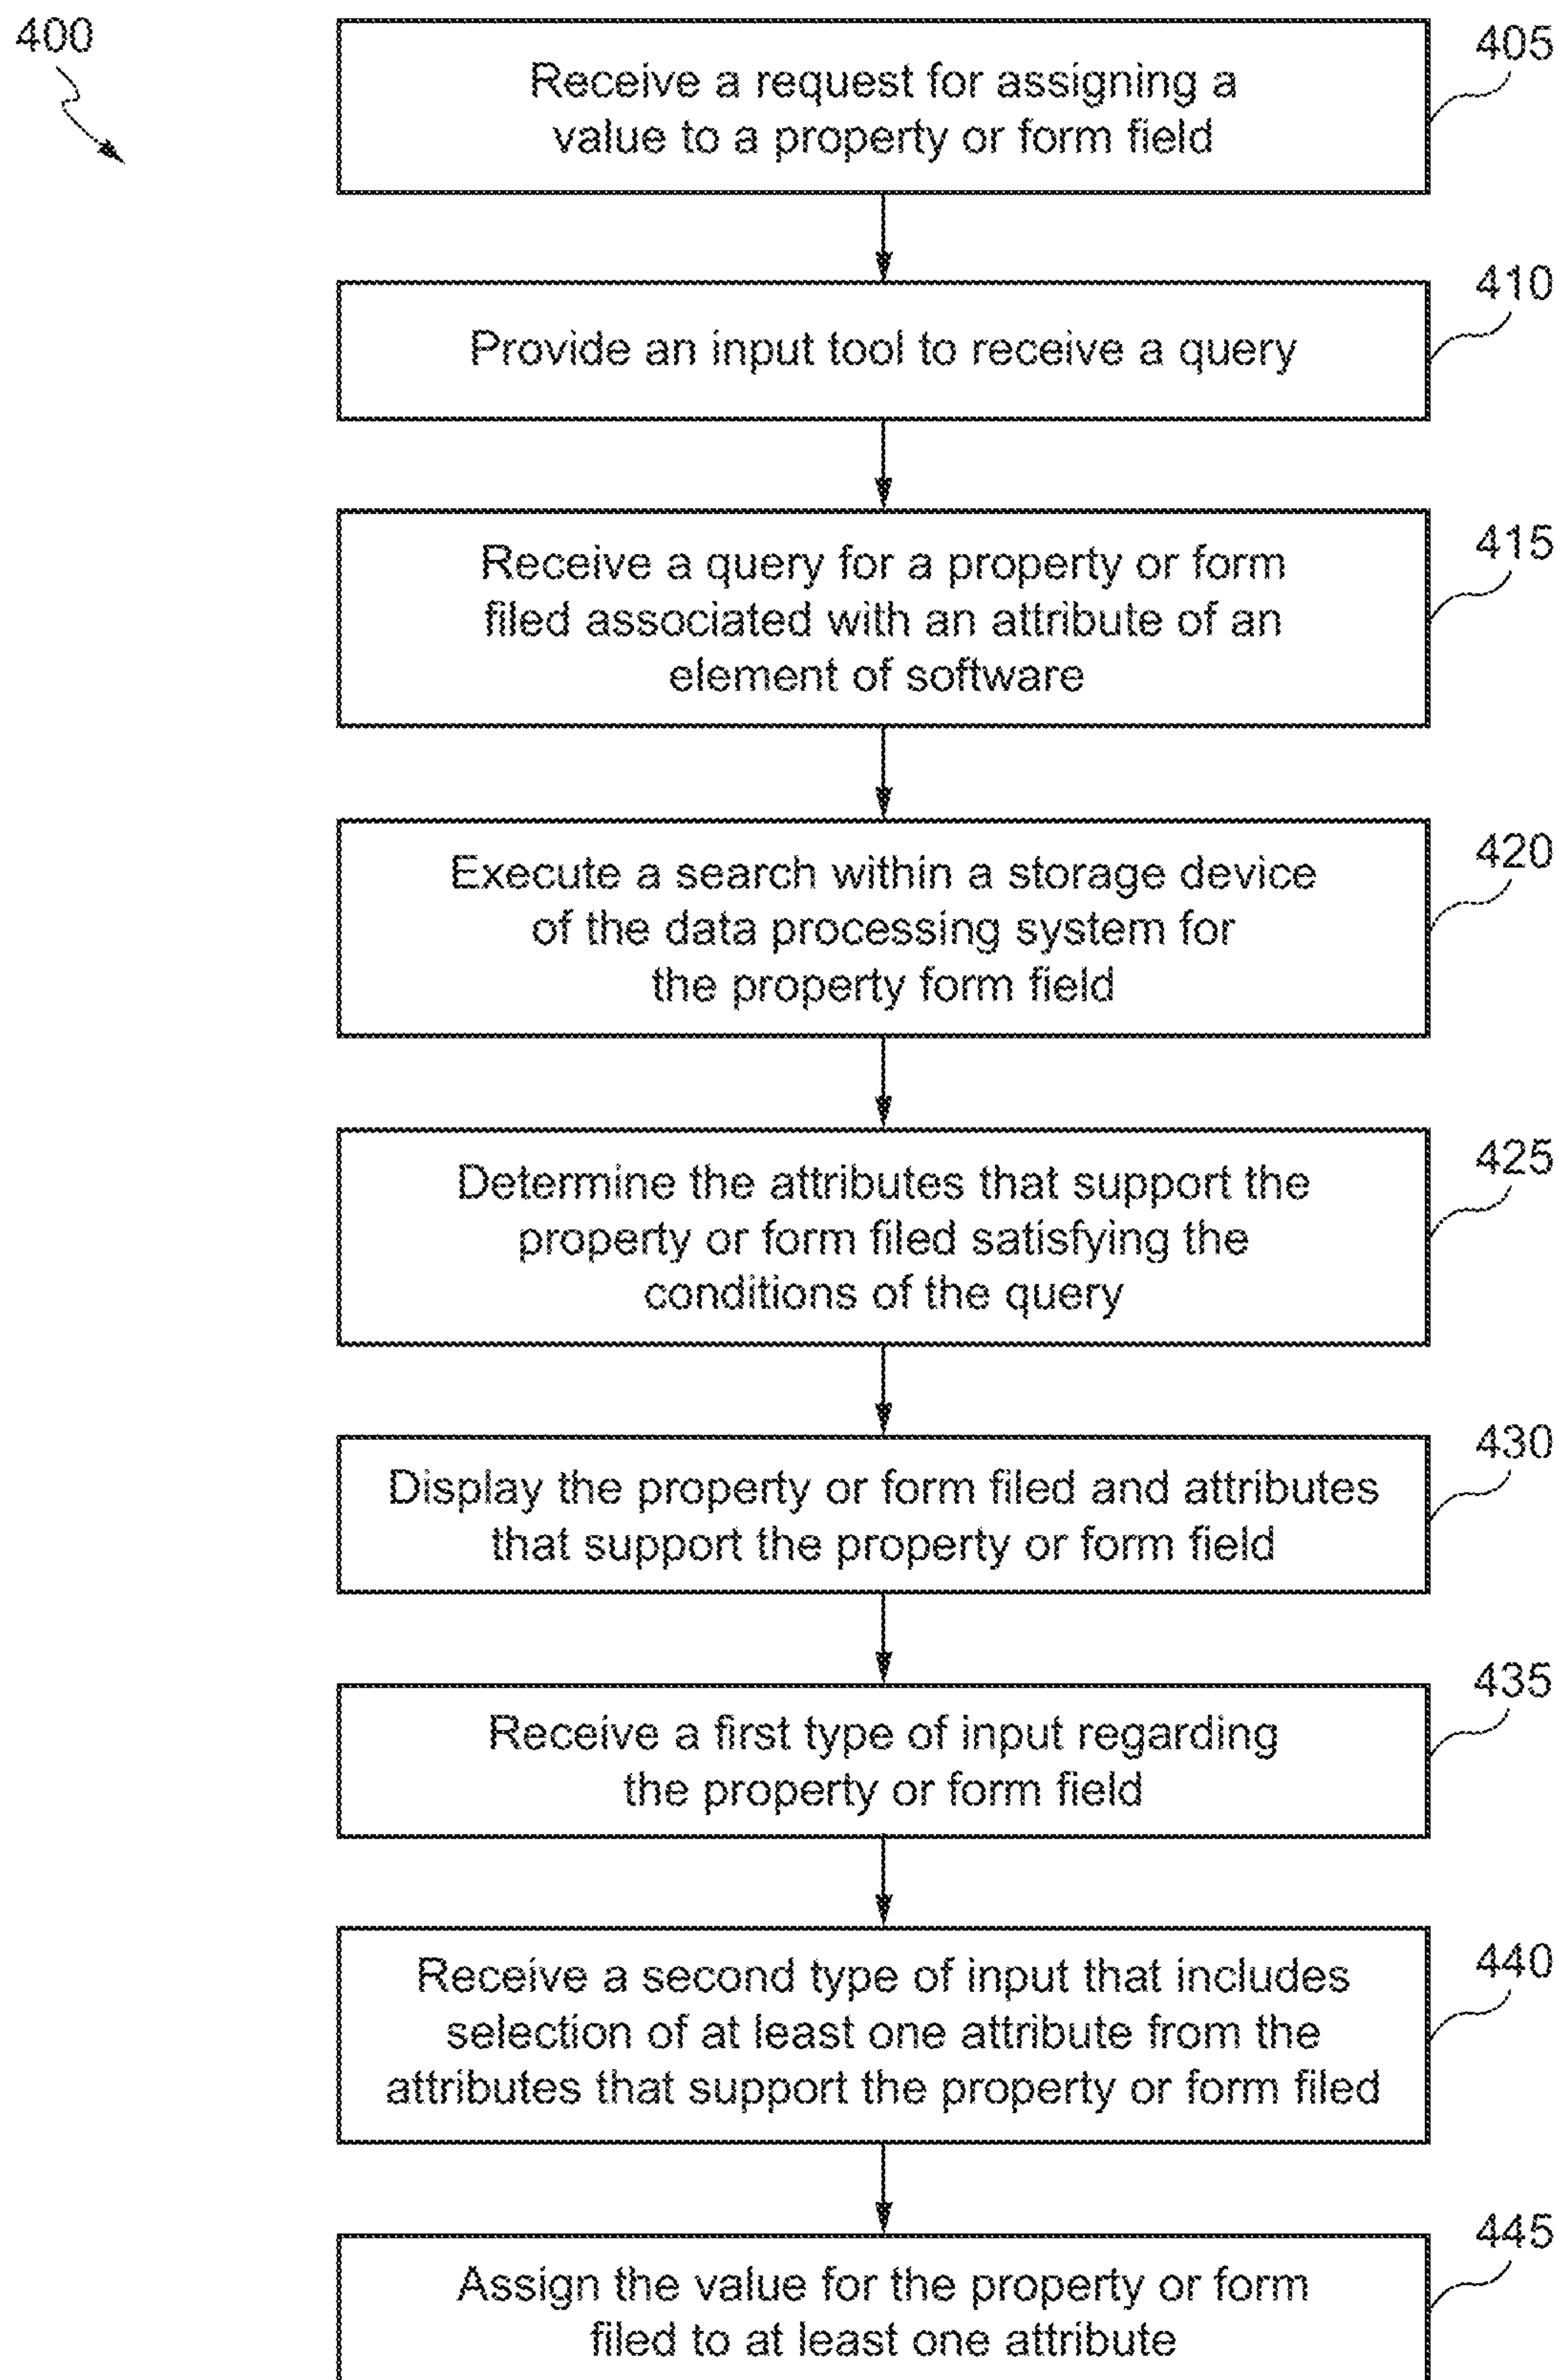 400
405
Receive a request for assigning a
value to a property or form field
410
Provide an input tool to receive a query
415
Receive a query for a property or form
filed associated with an attribute of an
element of software
420
Execute a search within a storage device
of the data processing system for
the property form field
425
Determine the attributes that support the
property or form filed satisfying the
conditions of the query
430
Display the property or form filed and attributes
that support the property or form field
435
Receive a first type of input regarding
the property or form field
440
Receive a second type of input that includes
selection of at least one attribute from the
attributes that support the property or form filed
445
Assign the value for the property or form
filed to at least one attribute